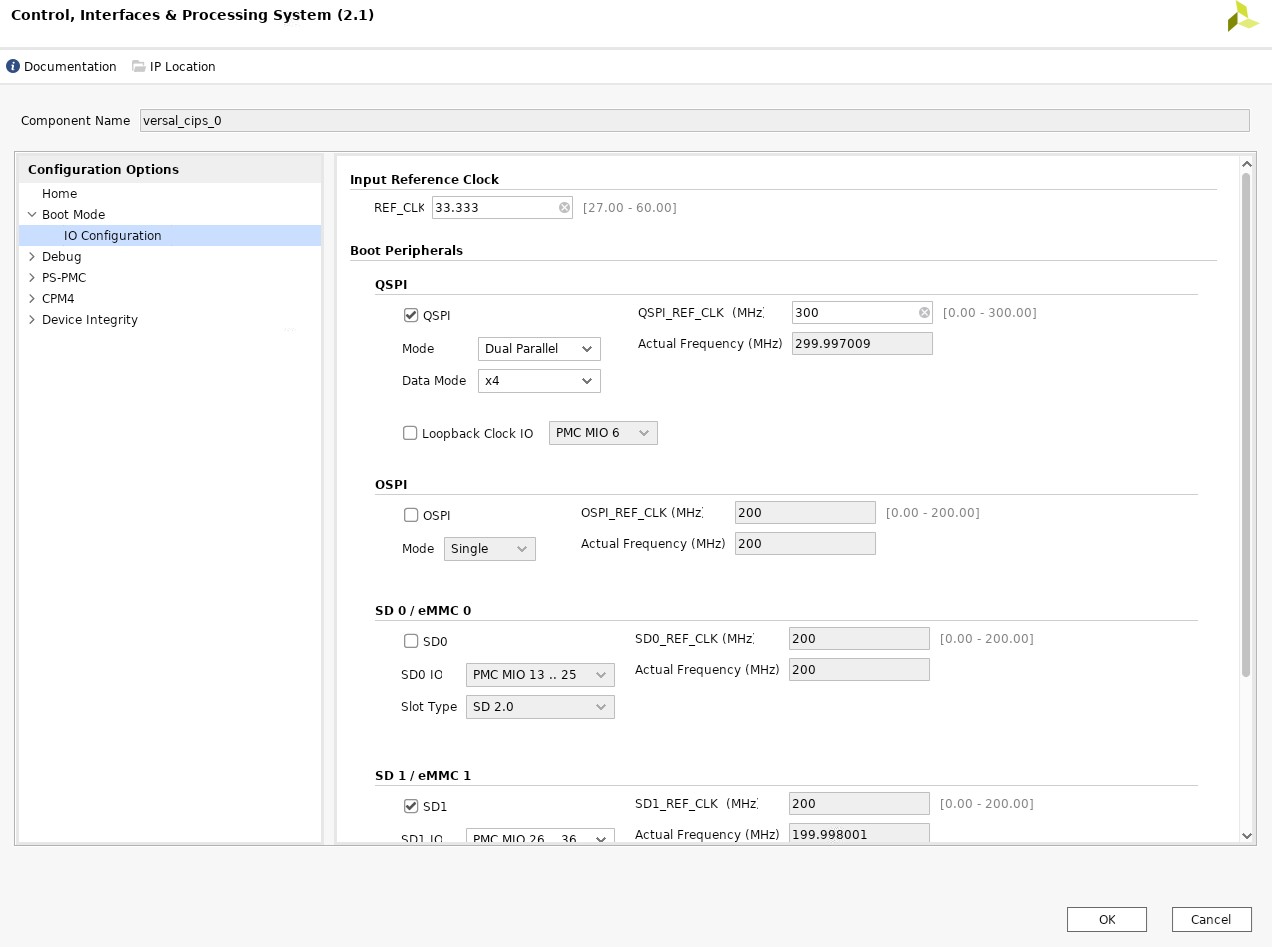 Control, Interfaces & Processing System (2.1)
Documentation IP Location
Component Name versal_cips_0
Configuration Options
Home
Boot Mode
IO Configuration
Debug
PS-PMC
CPM4
Device Integrity
Input Reference Clock
REF_CLK 33.333 [27.00 - 60.00]
Boot Peripherals
QSPI
QSPI QSPI_REF_CLK (MHz) 300 [0.00 - 300.00]
Mode Dual Parallel Actual Frequency (MHz) 299.997009
Data Mode x4
Loopback Clock IO PMC MIO 6
OSPI
OSPI OSPI_REF_CLK (MHz) 200 [0.00 - 200.00]
Mode Single Actual Frequency (MHz) 200
SD 0 / eMMC 0
SD0 SD0_REF_CLK (MHz) 200 [0.00 - 200.00]
SD0 IO PMC MIO 13 .. 25 Actual Frequency (MHz) 200
Slot Type SD 2.0
SD 1 / eMMC 1
SD1 SD1_REF_CLK (MHz) 200 [0.00 - 200.00]
SD1 IO PMC MIO 26 .. 36 Actual Frequency (MHz) 199.998001
OK Cancel